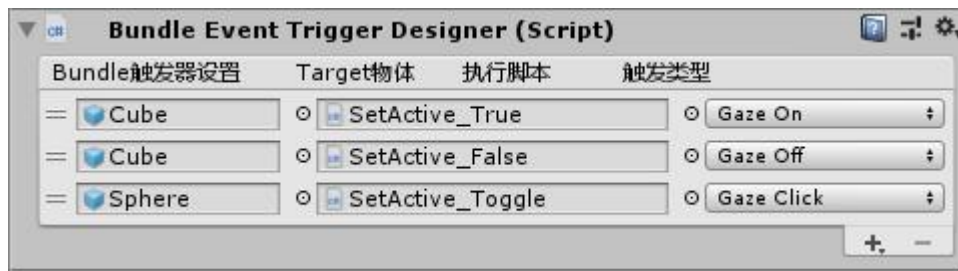 Bundle Event Trigger Designer (Script)
Bundle触发器设置 Target物体 执行脚本 触发类型
Cube SetActive_True Gaze On
Cube SetActive_False Gaze Off
Sphere SetActive_Toggle Gaze Click